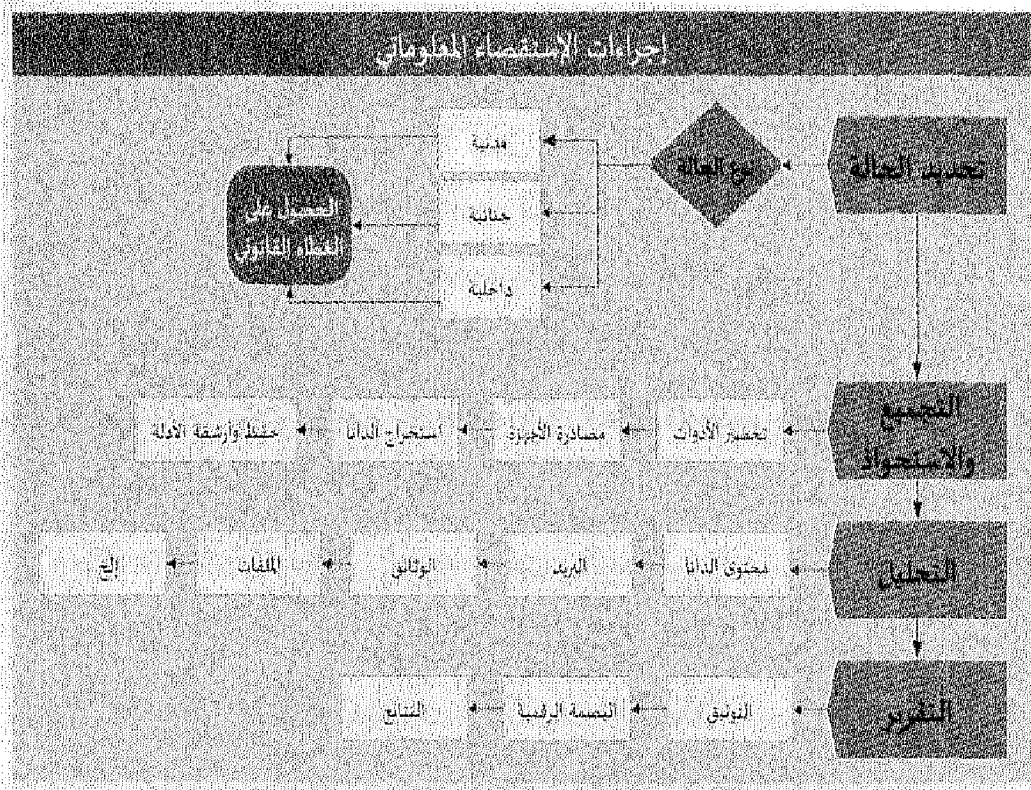 إجراءات الإستقصاء المعلوماتي
تحديد الحالة
نوع الحالة
مدنية
جنائية
داخلية
الحصول على
الغطاء القانوني
التجميع
والاستحواذ
تحضير الأدوات
مصادرة الأجهزة
استخراج الداتا
حفظ وأرشفة الأدلة
التحليل
محتوى الداتا
البريد
الوثائق
الملفات
إلخ
التقرير
التوثيق
البصمة الرقمية
النتائج